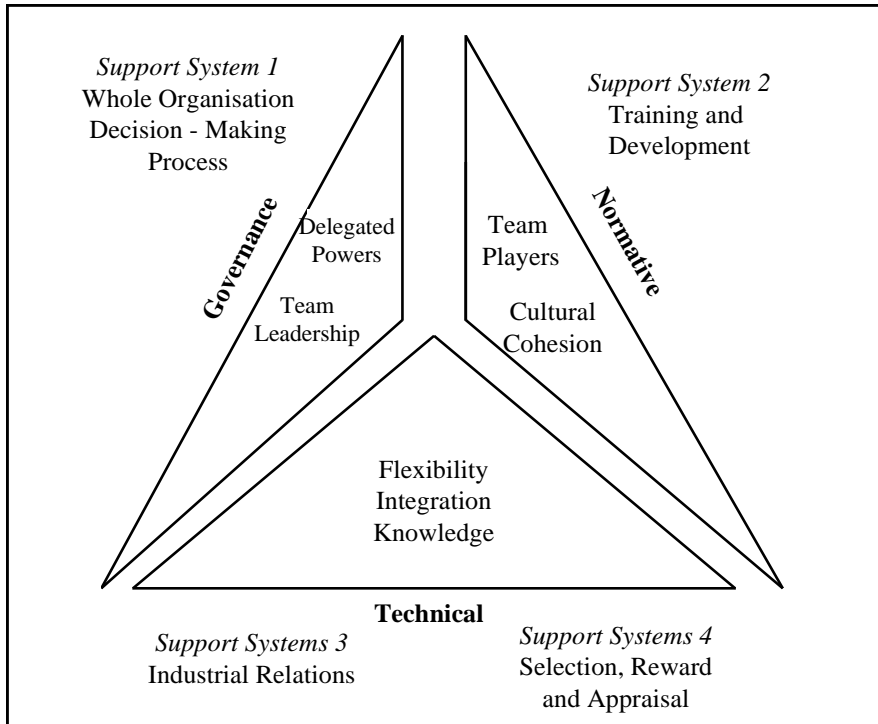 Support System 1
Whole Organisation
Decision - Making
Process
Support System 2
Training and
Development
Governance
Delegated
Powers
Team
Leadership
Team
Players
Cultural
Cohesion
Normative
Flexibility
Integration
Knowledge
Technical
Support Systems 3
Industrial Relations
Support Systems 4
Selection, Reward
and Appraisal